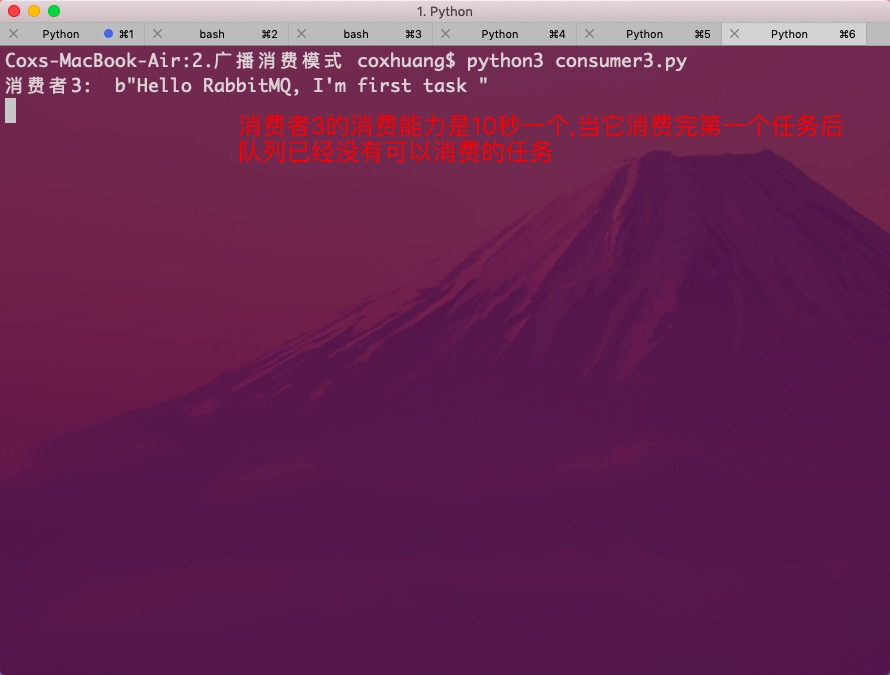 1. Python
Python ⌘1 bash ⌘2 bash ⌘3 Python ⌘4 Python ⌘5 Python ⌘6
Coxs-MacBook-Air:2.广播消费模式 coxhuang$ python3 consumer3.py
消费者3:  b"Hello RabbitMQ, I'm first task "
消费者3的消费能力是10秒一个,当它消费完第一个任务后
队列已经没有可以消费的任务